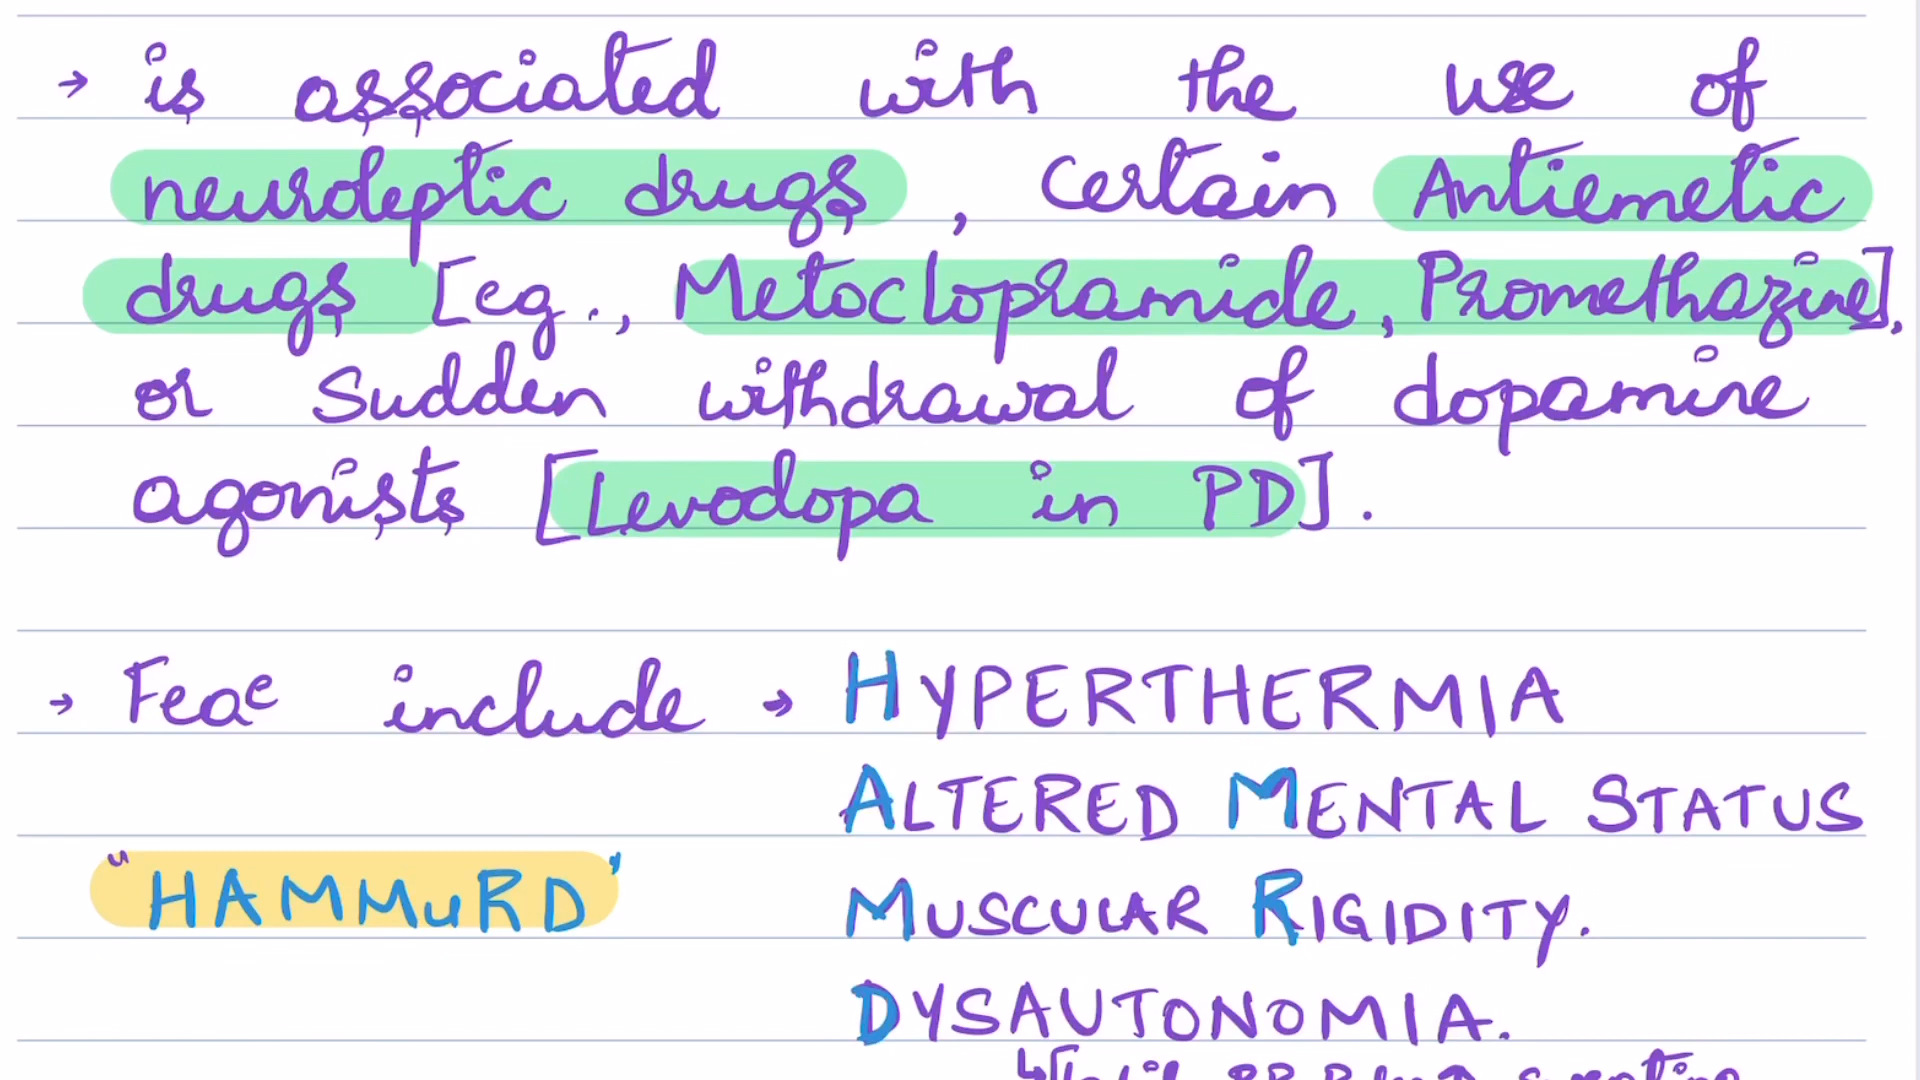 → is associated with the use of
neuroleptic drugs, certain Antiemetic
drugs [eg., Metoclopramide, Promethazine],
or Sudden withdrawal of dopamine
agonists [Levodopa in PD].
→ Feaᵉ include → HYPERTHERMIA
ALTERED MENTAL STATUS
"HAMMuRD" MUSCULAR RIGIDITY.
DYSAUTONOMIA.